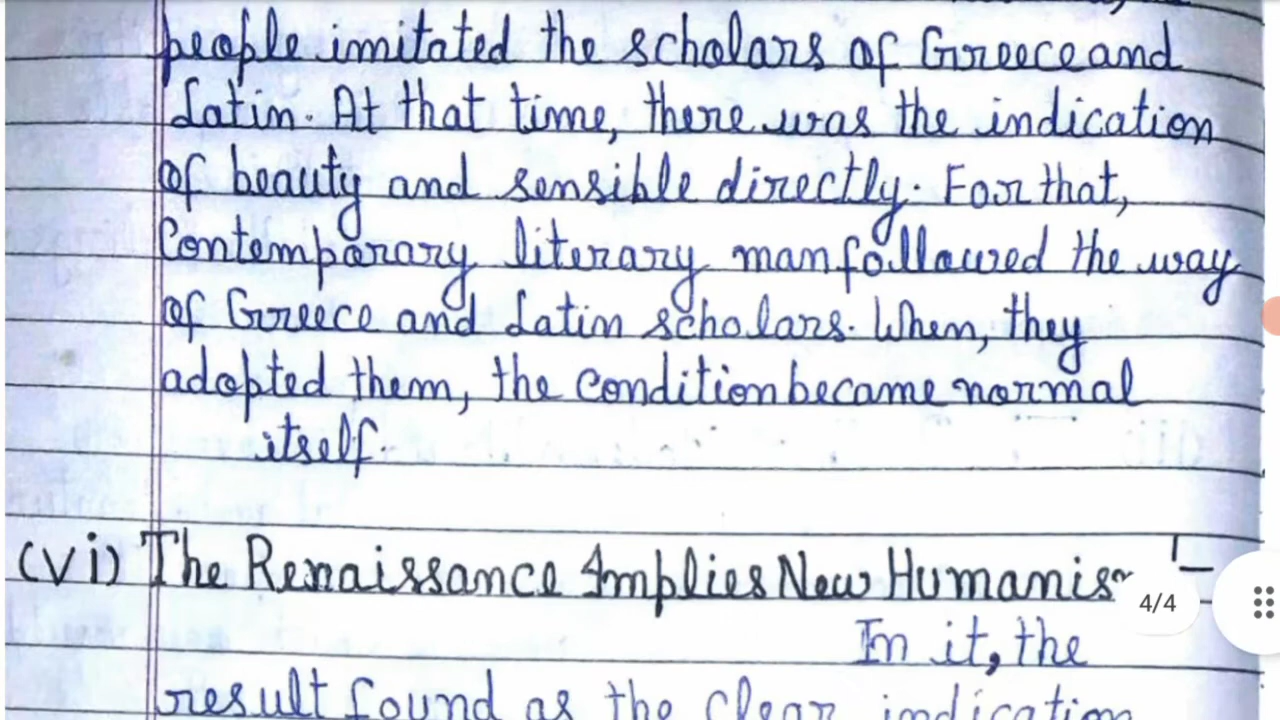 people imitated the scholars of Greece and
Latin. At that time, there was the indication
of beauty and sensible directly. For that,
Contemporary literary man followed the way
of Greece and Latin scholars. When, they
adopted them, the condition became normal
itself.
(vi) The Renaissance Implies New Humanism :-
4/4
In it, the
result found as the clear indication